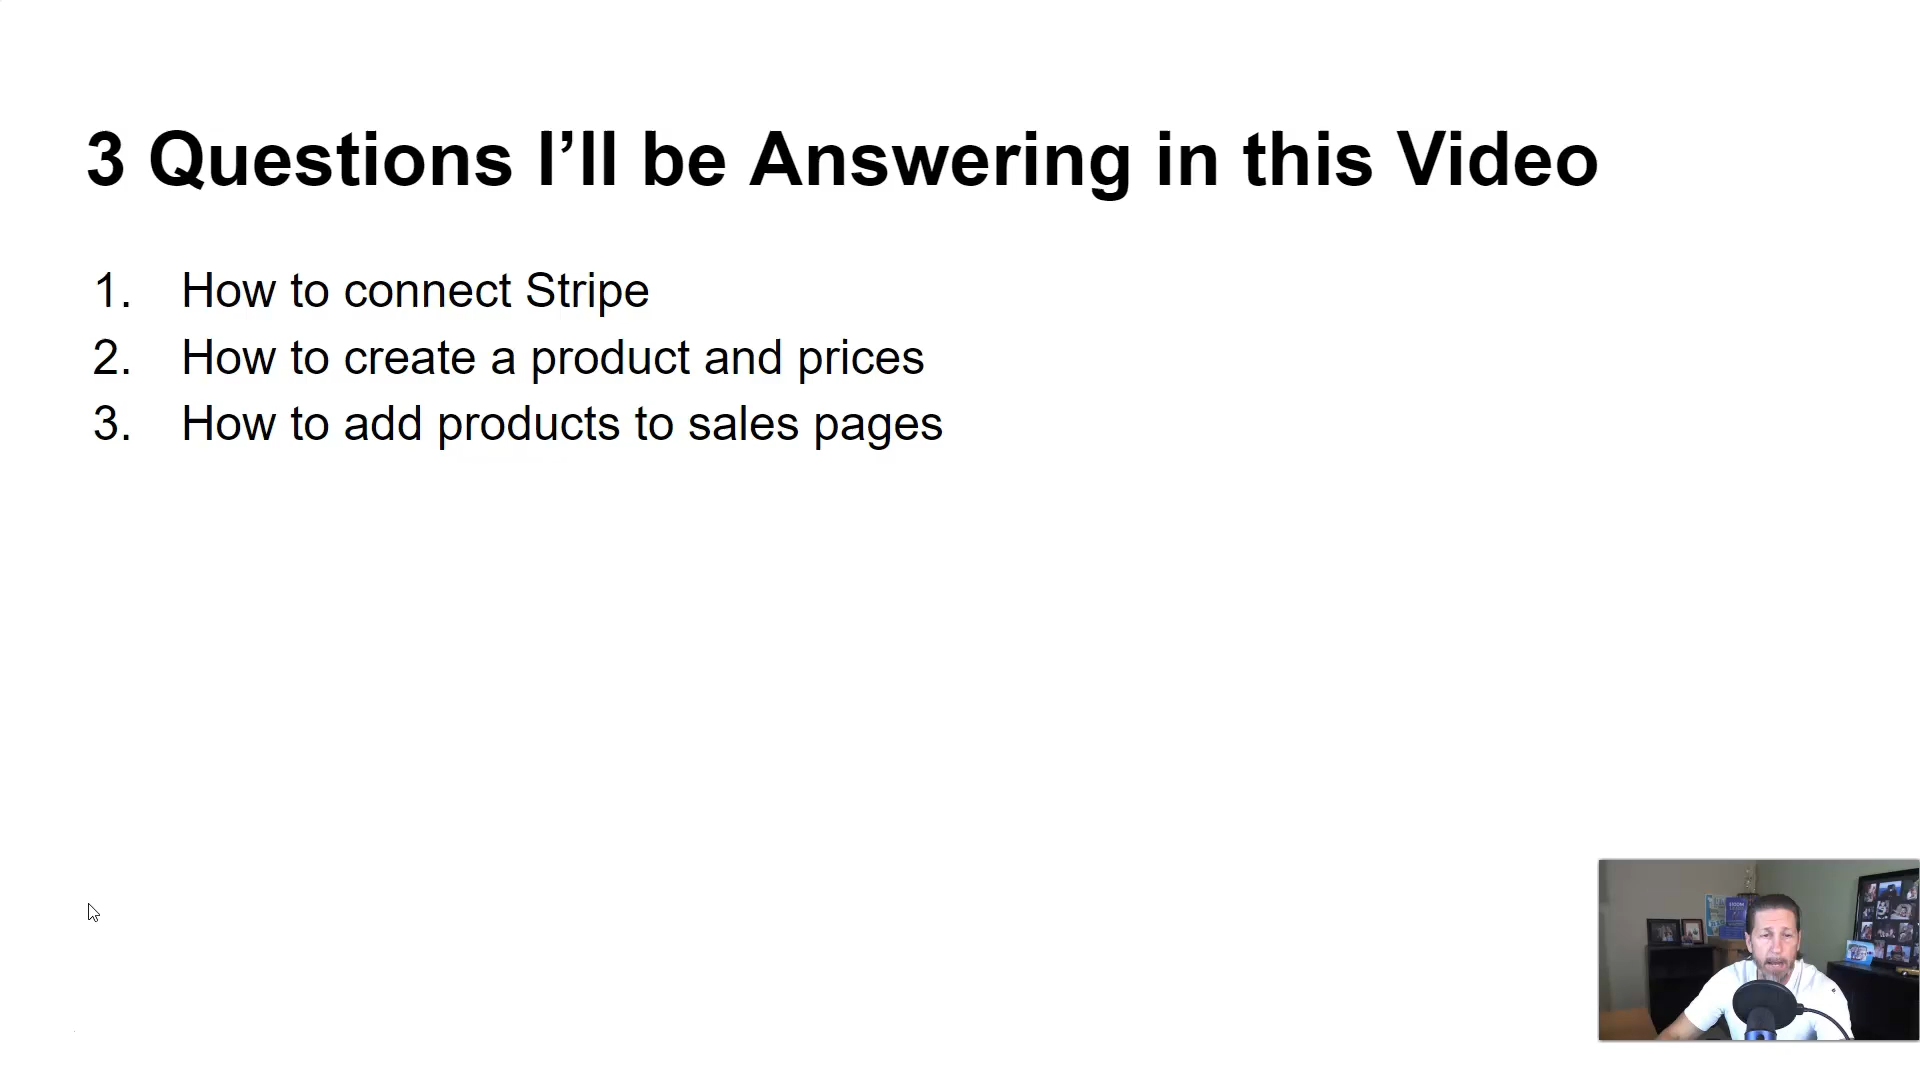 3 Questions I’ll be Answering in this Video
1. How to connect Stripe
2. How to create a product and prices
3. How to add products to sales pages